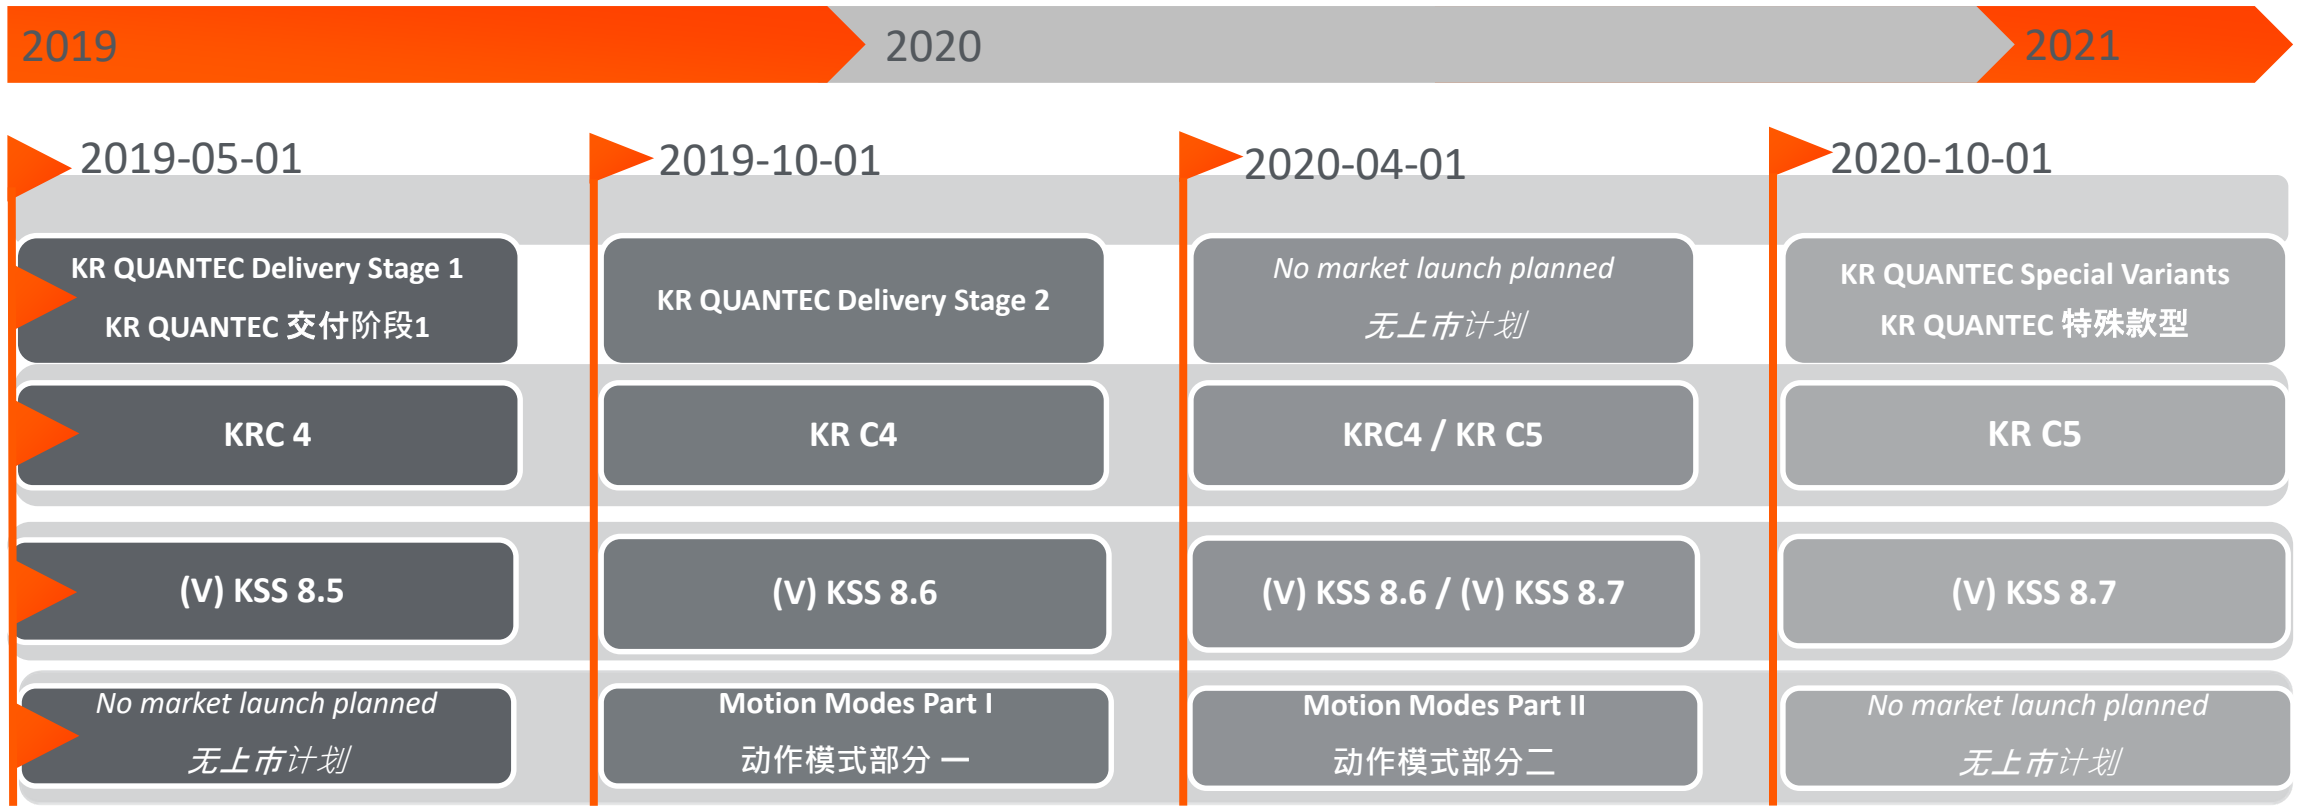 2019
2020
2021
2019-05-01
2019-10-01
2020-04-01
2020-10-01
KR QUANTEC Delivery Stage 1
KR QUANTEC 交付阶段1
KR QUANTEC Delivery Stage 2
No market launch planned
无上市计划
KR QUANTEC Special Variants
KR QUANTEC 特殊款型
KRC 4
KR C4
KRC4 / KR C5
KR C5
(V) KSS 8.5
(V) KSS 8.6
(V) KSS 8.6 / (V) KSS 8.7
(V) KSS 8.7
No market launch planned
无上市计划
Motion Modes Part I
动作模式部分 一
Motion Modes Part II
动作模式部分二
No market launch planned
无上市计划